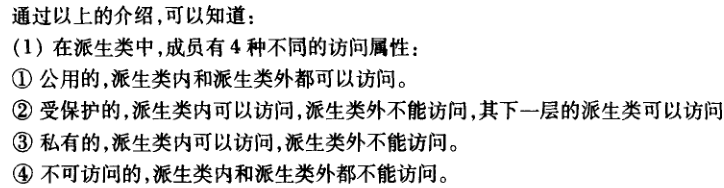 通过以上的介绍,可以知道:
(1) 在派生类中,成员有4种不同的访问属性:
① 公用的,派生类内和派生类外都可以访问。
② 受保护的,派生类内可以访问,派生类外不能访问,其下一层的派生类可以访问
③ 私有的,派生类内可以访问,派生类外不能访问。
④ 不可访问的,派生类内和派生类外都不能访问。